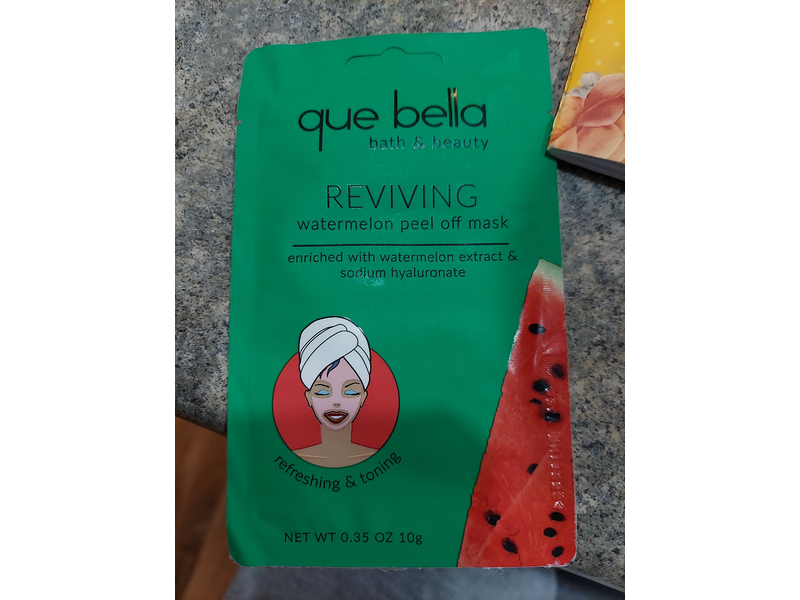 que bella
bath & beauty
REVIVING
watermelon peel off mask
enriched with watermelon extract &
sodium hyaluronate
refreshing & toning
NET WT 0.35 OZ 10g